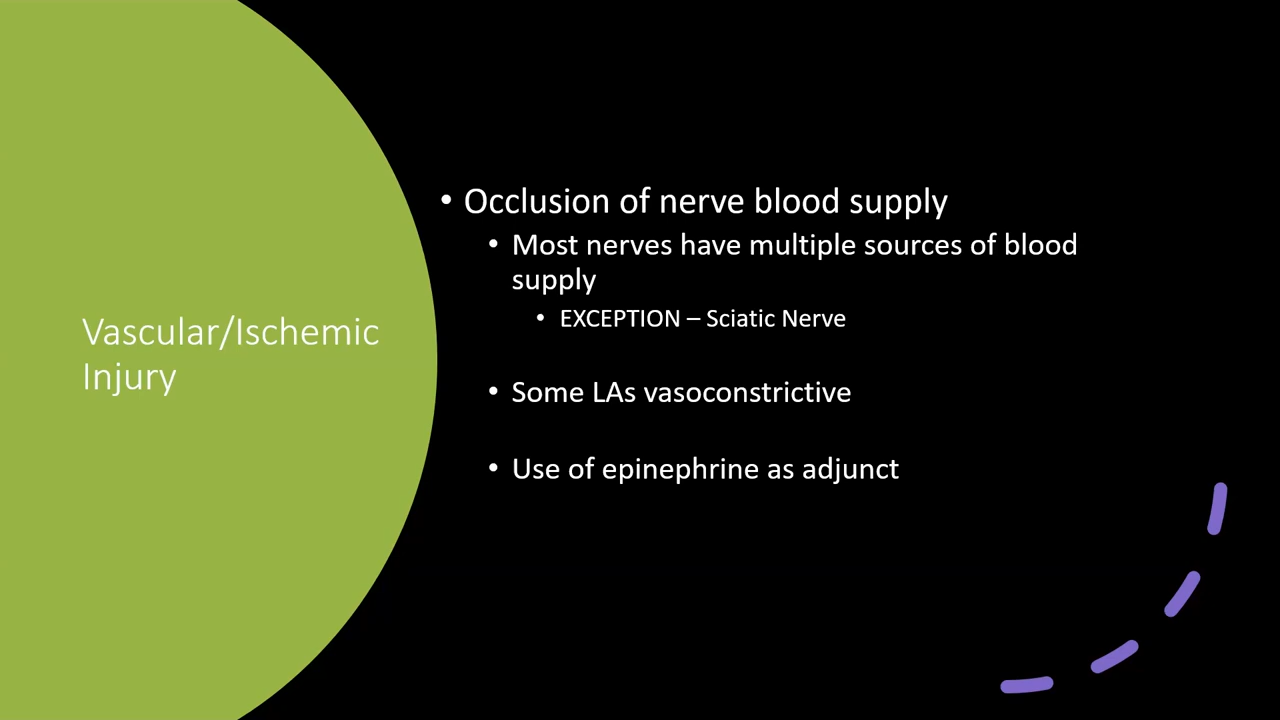 Vascular/Ischemic
Injury
• Occlusion of nerve blood supply
• Most nerves have multiple sources of blood
supply
• EXCEPTION – Sciatic Nerve
• Some LAs vasoconstrictive
• Use of epinephrine as adjunct